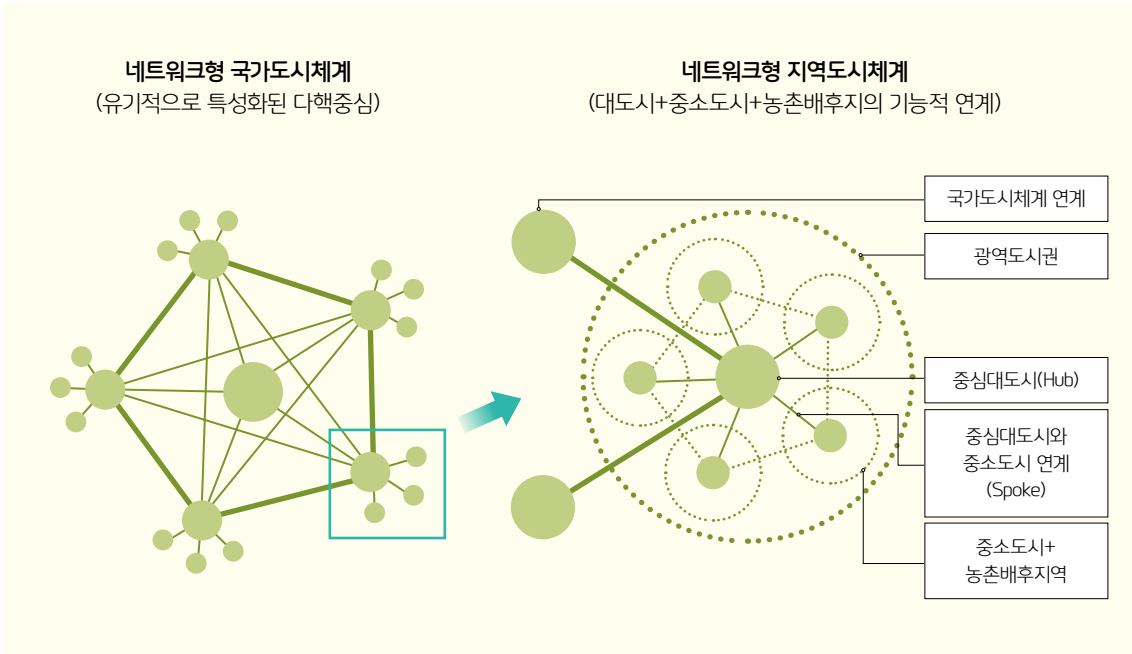 네트워크형 국가도시체계
(유기적으로 특성화된 다핵중심)
네트워크형 지역도시체계
(대도시+중소도시+농촌배후지의 기능적 연계)
국가도시체계 연계
광역도시권
중심대도시(Hub)
중심대도시와
중소도시 연계
(Spoke)
중소도시+
농촌배후지역